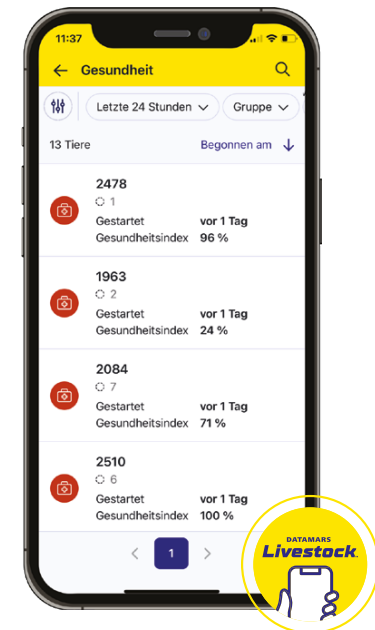 11:37
Gesundheit
Letzte 24 Stunden
Gruppe
13 Tiere
Begonnen am
2478
1
Gestartet vor 1 Tag
Gesundheitsindex 96 %
1963
2
Gestartet vor 1 Tag
Gesundheitsindex 24 %
2084
7
Gestartet vor 1 Tag
Gesundheitsindex 71 %
2510
6
Gestartet vor 1 Tag
Gesundheitsindex 100 %
1
DATAMARS
Livestock